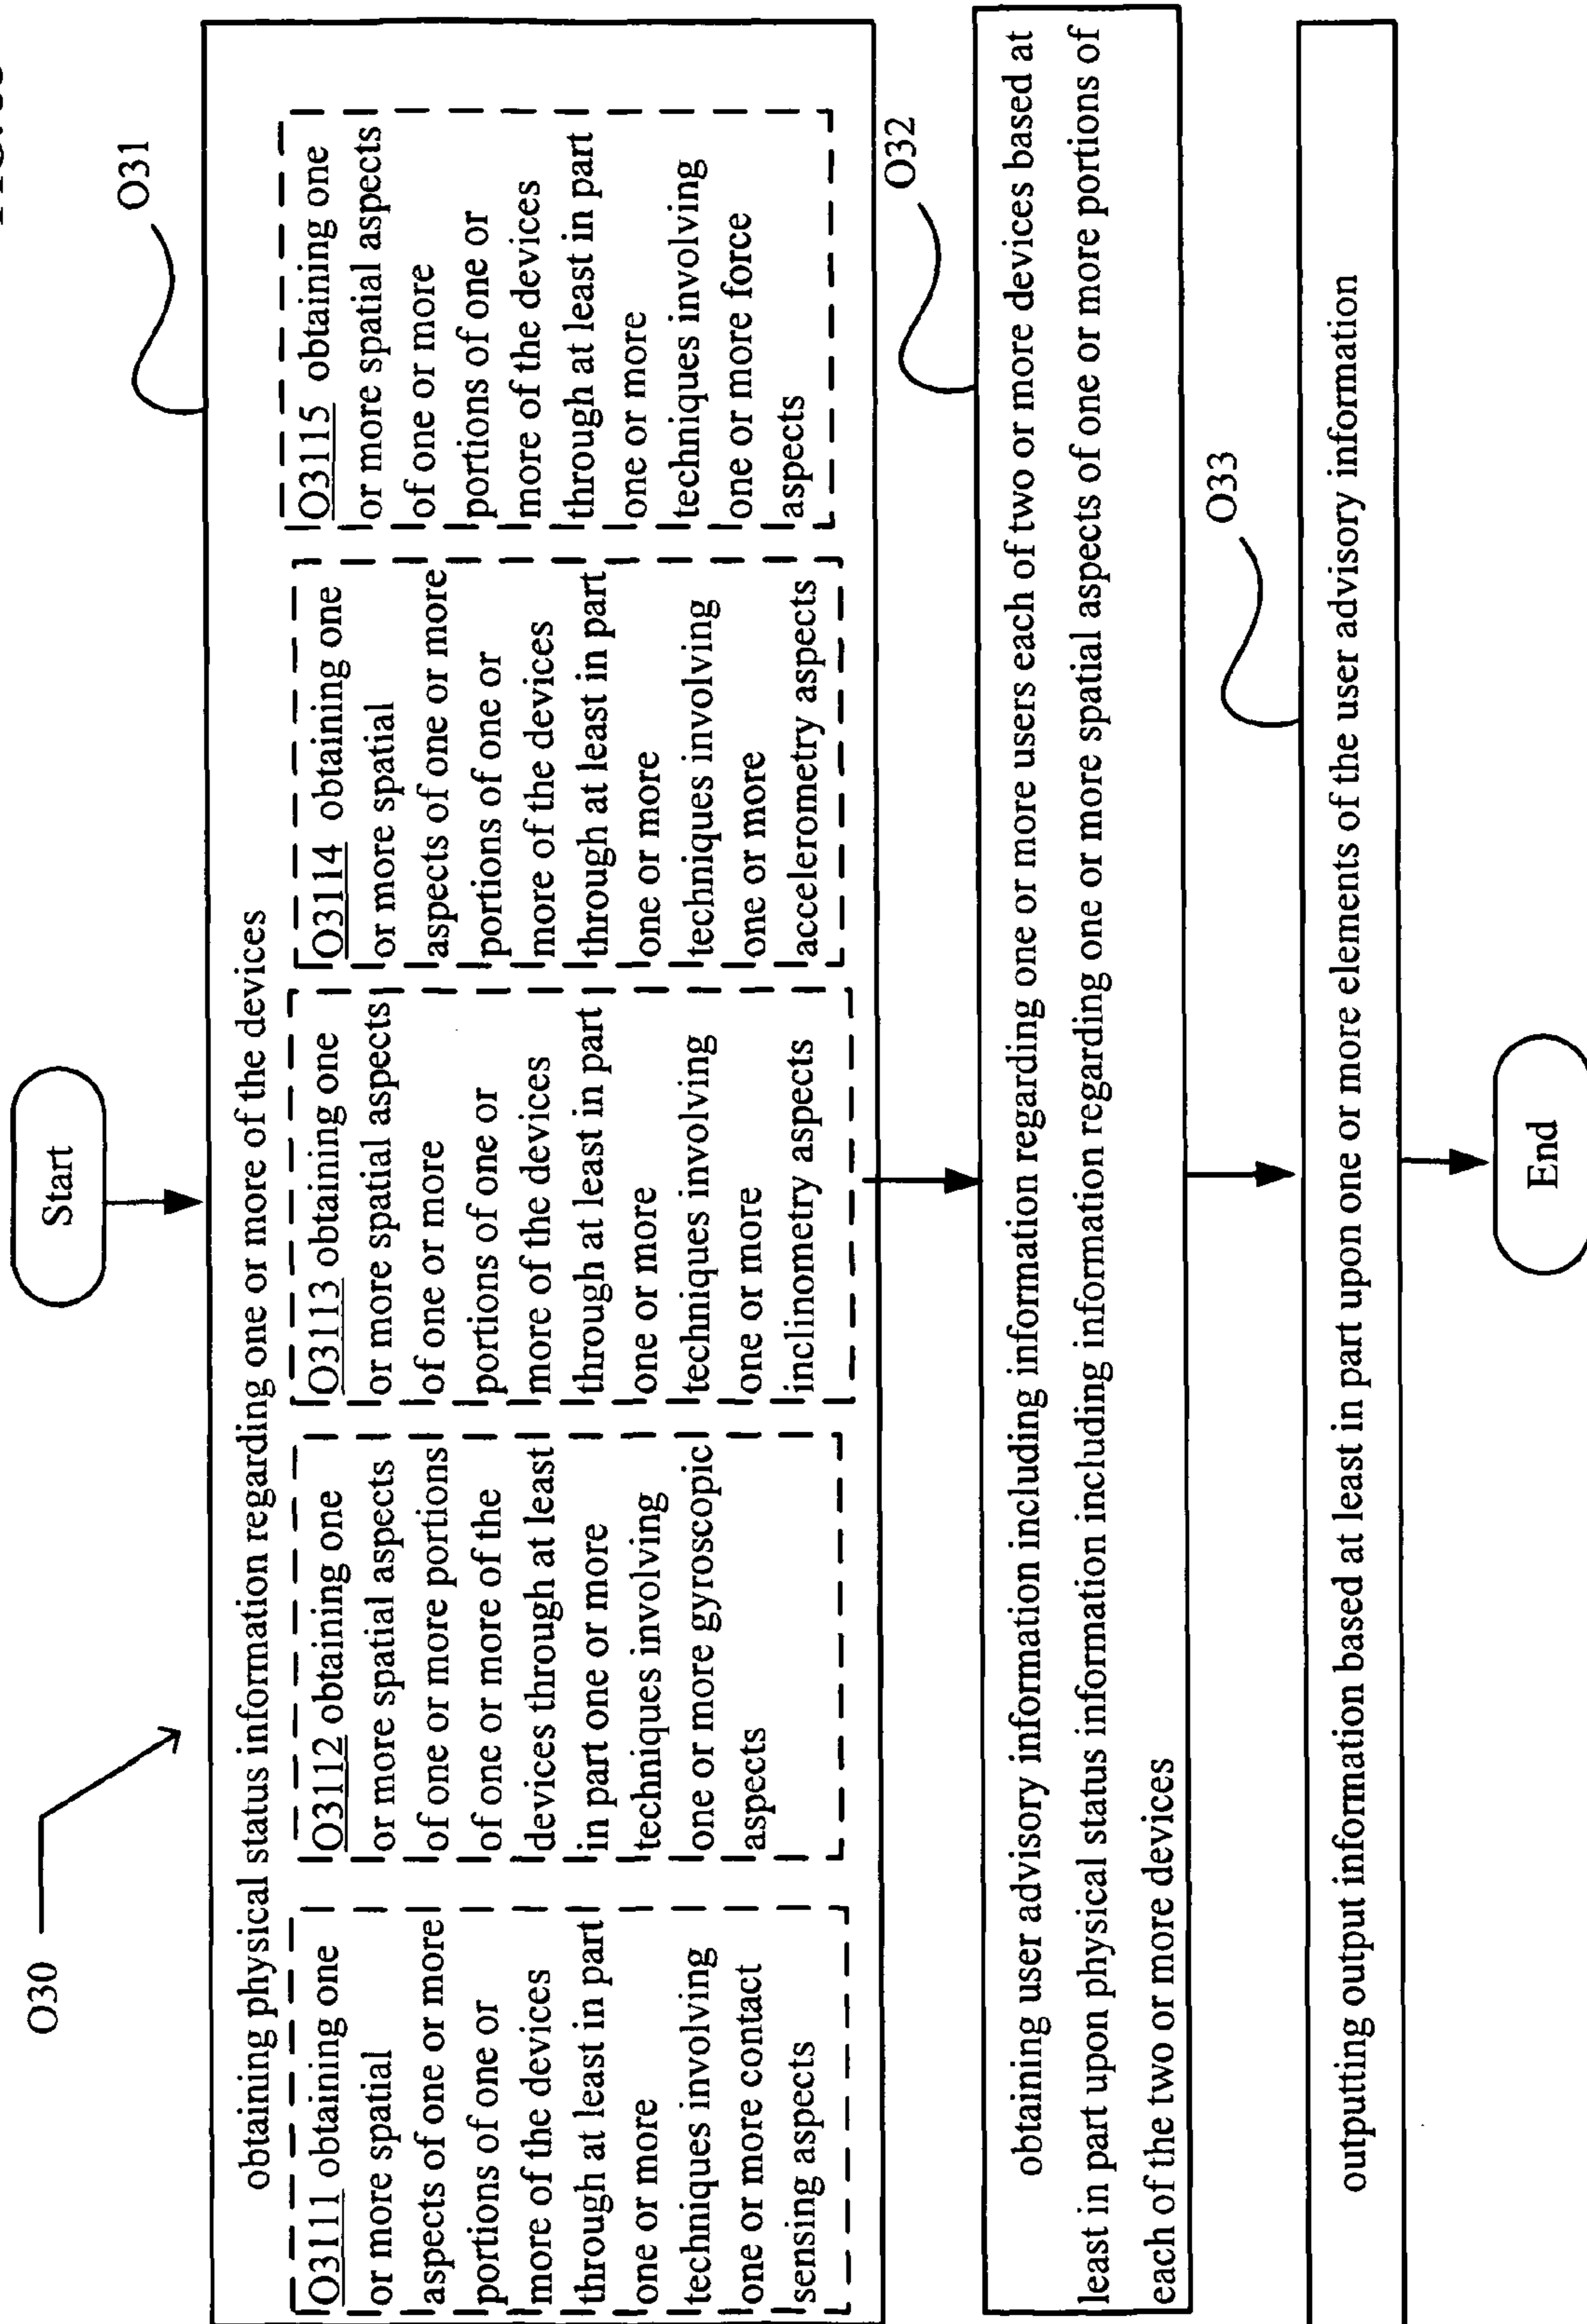 O30
Start
O31
obtaining physical status information regarding one or more of the devices
O3111 obtaining one
or more spatial
aspects of one or more
portions of one or
more of the devices
through at least in part
one or more
techniques involving
one or more contact
sensing aspects
O3112 obtaining one
or more spatial aspects
of one or more portions
of one or more of the
devices through at least
in part one or more
techniques involving
one or more gyroscopic
aspects
O3113 obtaining one
or more spatial aspects
of one or more
portions of one or
more of the devices
through at least in part
one or more
techniques involving
one or more
inclinometry aspects
O3114 obtaining one
or more spatial
aspects of one or more
portions of one or
more of the devices
through at least in part
one or more
techniques involving
one or more
accelerometry aspects
O3115 obtaining one
or more spatial aspects
of one or more
portions of one or
more of the devices
through at least in part
one or more
techniques involving
one or more force
aspects
O32
obtaining user advisory information including information regarding one or more users each of two or more devices based at
least in part upon physical status information including information regarding one or more spatial aspects of one or more portions of
each of the two or more devices
O33
outputting output information based at least in part upon one or more elements of the user advisory information
End